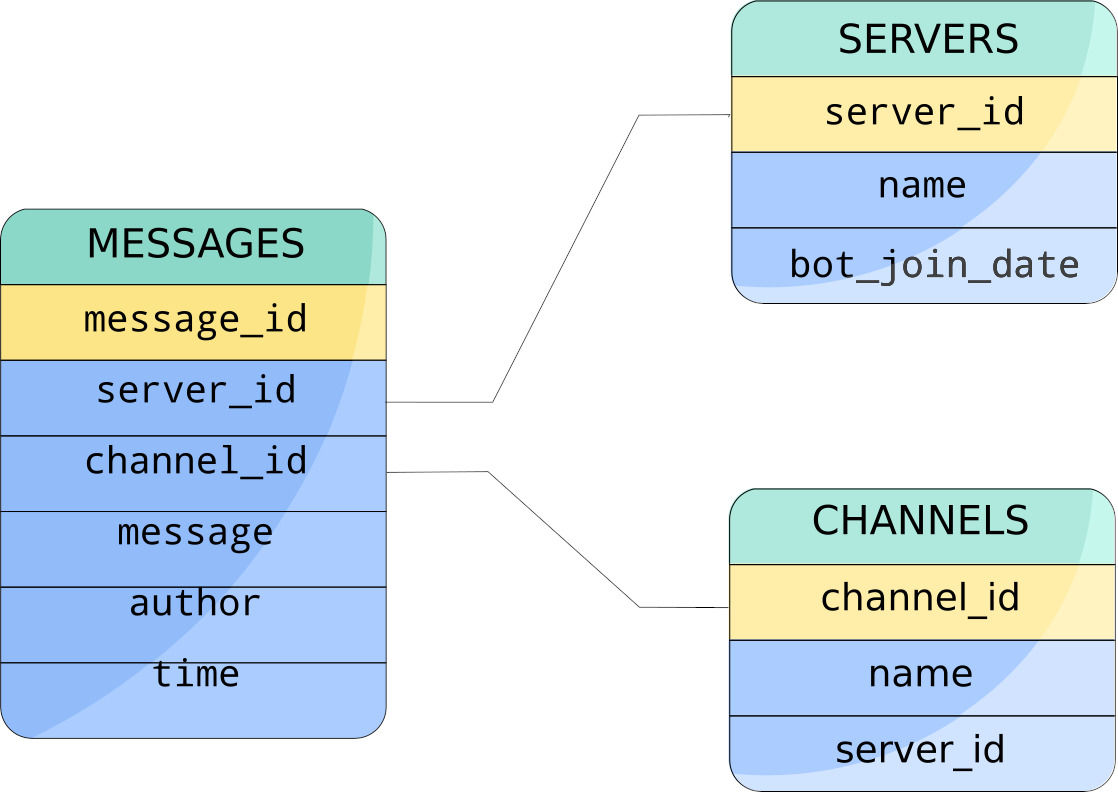 MESSAGES
message_id
server_id
channel_id
message
author
time
SERVERS
server_id
name
bot_join_date
CHANNELS
channel_id
name
server_id